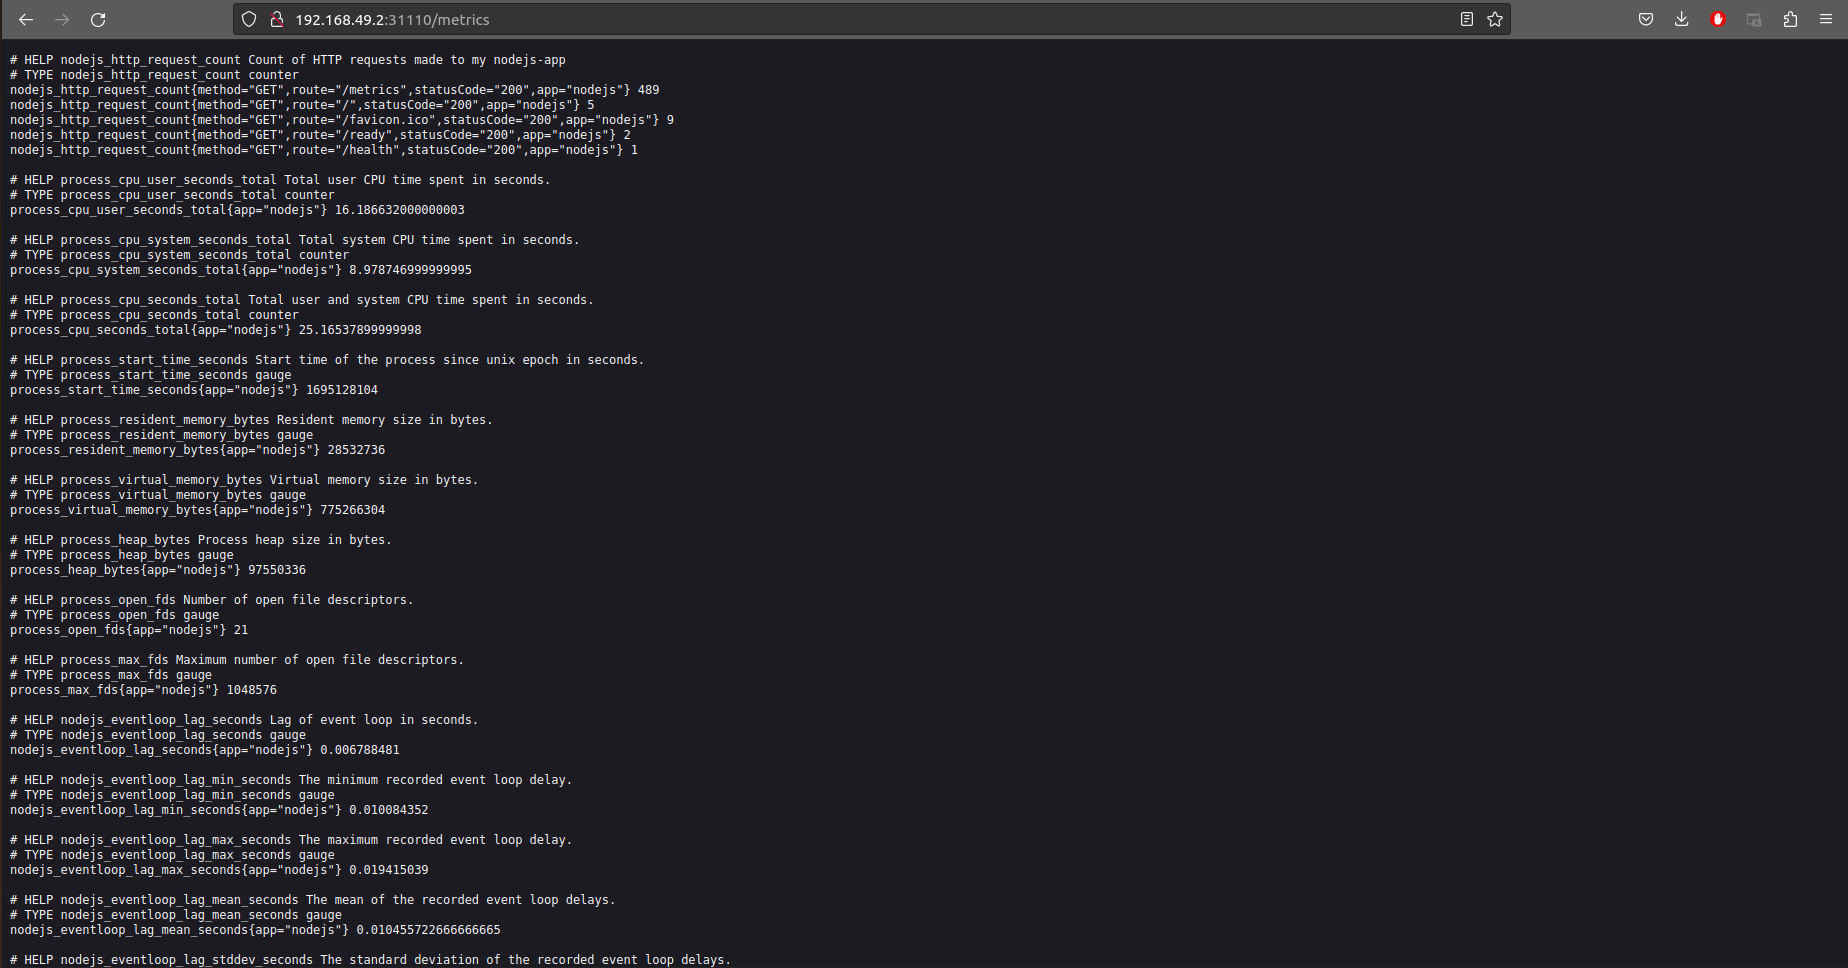 192.168.49.2:31110/metrics
# HELP nodejs_http_request_count Count of HTTP requests made to my nodejs-app
# TYPE nodejs_http_request_count counter
nodejs_http_request_count{method="GET",route="/metrics",statusCode="200",app="nodejs"} 489
nodejs_http_request_count{method="GET",route="/",statusCode="200",app="nodejs"} 5
nodejs_http_request_count{method="GET",route="/favicon.ico",statusCode="200",app="nodejs"} 9
nodejs_http_request_count{method="GET",route="/ready",statusCode="200",app="nodejs"} 2
nodejs_http_request_count{method="GET",route="/health",statusCode="200",app="nodejs"} 1
# HELP process_cpu_user_seconds_total Total user CPU time spent in seconds.
# TYPE process_cpu_user_seconds_total counter
process_cpu_user_seconds_total{app="nodejs"} 16.186632000000003
# HELP process_cpu_system_seconds_total Total system CPU time spent in seconds.
# TYPE process_cpu_system_seconds_total counter
process_cpu_system_seconds_total{app="nodejs"} 8.978746999999995
# HELP process_cpu_seconds_total Total user and system CPU time spent in seconds.
# TYPE process_cpu_seconds_total counter
process_cpu_seconds_total{app="nodejs"} 25.16537899999998
# HELP process_start_time_seconds Start time of the process since unix epoch in seconds.
# TYPE process_start_time_seconds gauge
process_start_time_seconds{app="nodejs"} 1695128104
# HELP process_resident_memory_bytes Resident memory size in bytes.
# TYPE process_resident_memory_bytes gauge
process_resident_memory_bytes{app="nodejs"} 28532736
# HELP process_virtual_memory_bytes Virtual memory size in bytes.
# TYPE process_virtual_memory_bytes gauge
process_virtual_memory_bytes{app="nodejs"} 775266304
# HELP process_heap_bytes Process heap size in bytes.
# TYPE process_heap_bytes gauge
process_heap_bytes{app="nodejs"} 97550336
# HELP process_open_fds Number of open file descriptors.
# TYPE process_open_fds gauge
process_open_fds{app="nodejs"} 21
# HELP process_max_fds Maximum number of open file descriptors.
# TYPE process_max_fds gauge
process_max_fds{app="nodejs"} 1048576
# HELP nodejs_eventloop_lag_seconds Lag of event loop in seconds.
# TYPE nodejs_eventloop_lag_seconds gauge
nodejs_eventloop_lag_seconds{app="nodejs"} 0.006788481
# HELP nodejs_eventloop_lag_min_seconds The minimum recorded event loop delay.
# TYPE nodejs_eventloop_lag_min_seconds gauge
nodejs_eventloop_lag_min_seconds{app="nodejs"} 0.010084352
# HELP nodejs_eventloop_lag_max_seconds The maximum recorded event loop delay.
# TYPE nodejs_eventloop_lag_max_seconds gauge
nodejs_eventloop_lag_max_seconds{app="nodejs"} 0.019415039
# HELP nodejs_eventloop_lag_mean_seconds The mean of the recorded event loop delays.
# TYPE nodejs_eventloop_lag_mean_seconds gauge
nodejs_eventloop_lag_mean_seconds{app="nodejs"} 0.010455722666666665
# HELP nodejs_eventloop_lag_stddev_seconds The standard deviation of the recorded event loop delays.